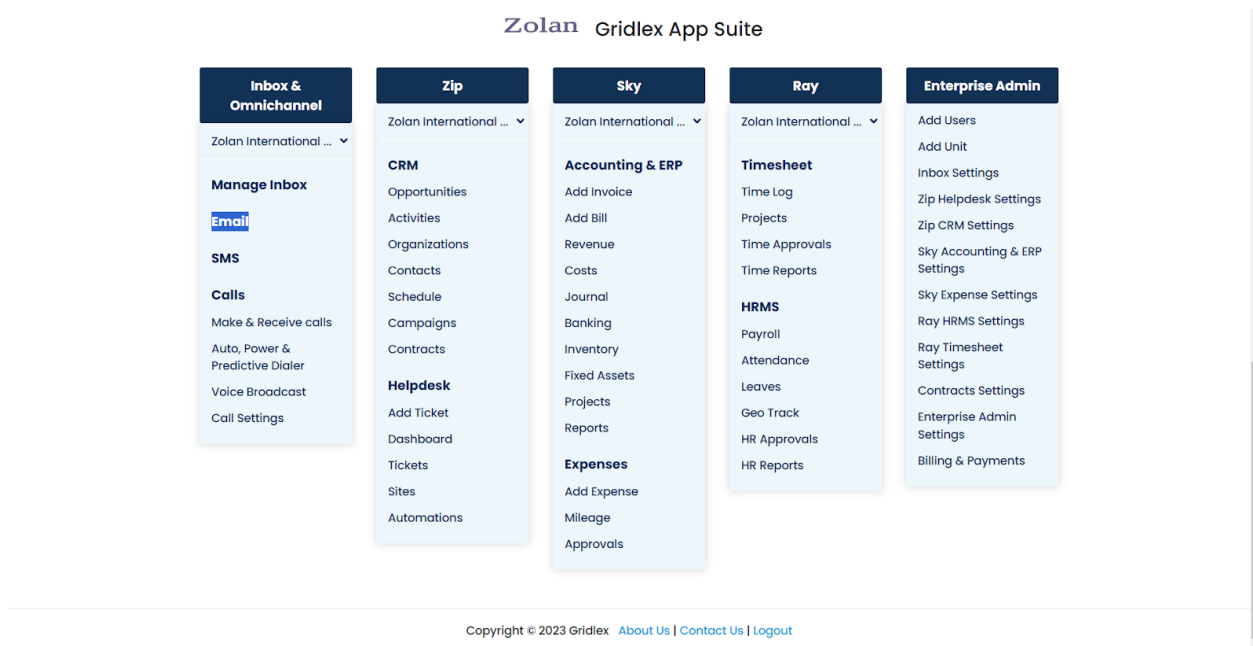 Zolan Gridlex App Suite
Inbox &
Omnichannel
Zolan International ...
Manage Inbox
Email
SMS
Calls
Make & Receive calls
Auto, Power &
Predictive Dialer
Voice Broadcast
Call Settings
Zip
Zolan International ...
CRM
Opportunities
Activities
Organizations
Contacts
Schedule
Campaigns
Contracts
Helpdesk
Add Ticket
Dashboard
Tickets
Sites
Automations
Sky
Zolan International ...
Accounting & ERP
Add Invoice
Add Bill
Revenue
Costs
Journal
Banking
Inventory
Fixed Assets
Projects
Reports
Expenses
Add Expense
Mileage
Approvals
Ray
Zolan International ...
Timesheet
Time Log
Projects
Time Approvals
Time Reports
HRMS
Payroll
Attendance
Leaves
Geo Track
HR Approvals
HR Reports
Enterprise Admin
Add Users
Add Unit
Inbox Settings
Zip Helpdesk Settings
Zip CRM Settings
Sky Accounting & ERP
Settings
Sky Expense Settings
Ray HRMS Settings
Ray Timesheet
Settings
Contracts Settings
Enterprise Admin
Settings
Billing & Payments
Copyright © 2023 Gridlex About Us | Contact Us | Logout